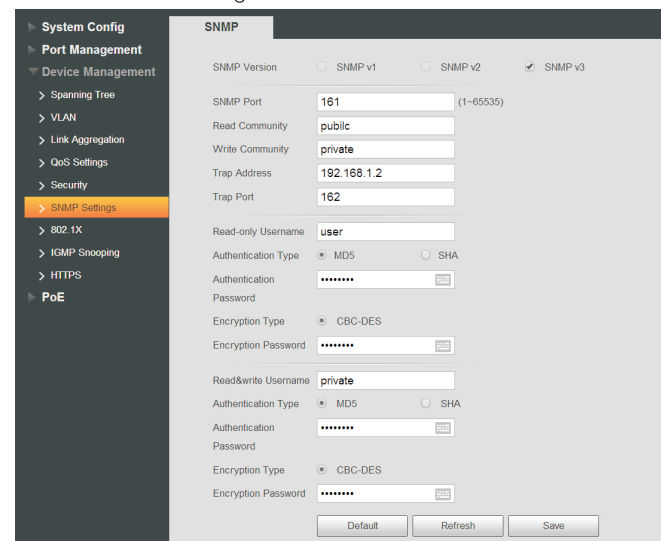 System Config
Port Management
Device Management
Spanning Tree
VLAN
Link Aggregation
QoS Settings
Security
SNMP Settings
802.1X
IGMP Snooping
HTTPS
PoE
SNMP
SNMP Version SNMP v1 SNMP v2 SNMP v3
SNMP Port 161 (1~65535)
Read Community pubilc
Write Community private
Trap Address 192.168.1.2
Trap Port 162
Read-only Username user
Authentication Type MD5 SHA
Authentication
Password ••••••••
Encryption Type CBC-DES
Encryption Password ••••••••
Read&write Username private
Authentication Type MD5 SHA
Authentication
Password ••••••••
Encryption Type CBC-DES
Encryption Password ••••••••
Default Refresh Save